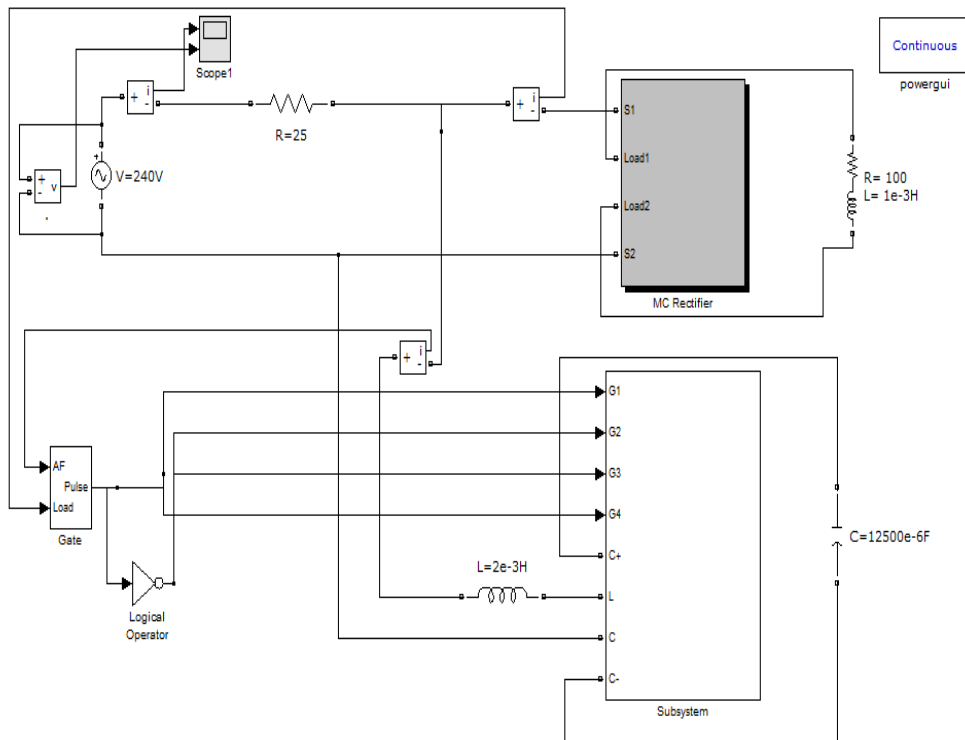 Continuous
powergui
Scope1
i
+
-
R=25
+
i
-
+
-
v
+
V=240V
S1
Load1
Load2
S2
MC Rectifier
R= 100
L= 1e-3H
+
i
-
AF
Pulse
Load
Gate
Logical
Operator
L=2e-3H
G1
G2
G3
G4
C+
L
C
C-
Subsystem
C=12500e-6F